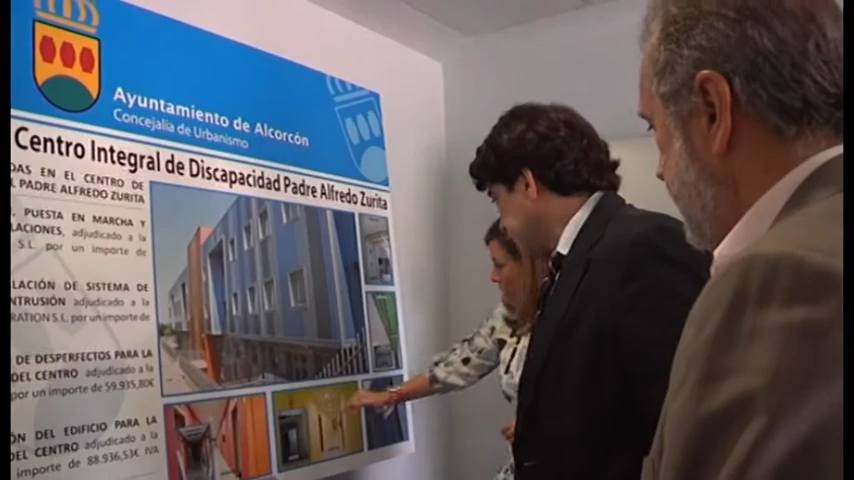 Ayuntamiento de Alcorcón
Concejalía de Urbanismo
Centro Integral de Discapacidad Padre Alfredo Zurita
DAS EN EL CENTRO DE
PADRE ALFREDO ZURITA
PUESTA EN MARCHA Y
LACIONES, adjudicado a la
S.L. por un importe de
LACIÓN DE SISTEMA DE
NTRUSIÓN adjudicado a la
RATION S.L. por un importe de
DE DESPERFECTOS PARA LA
DEL CENTRO adjudicado a la
por un importe de 59.935,80€
ÓN DEL EDIFICIO PARA LA
DEL CENTRO adjudicado a la
importe de 88.936,53€ IVA